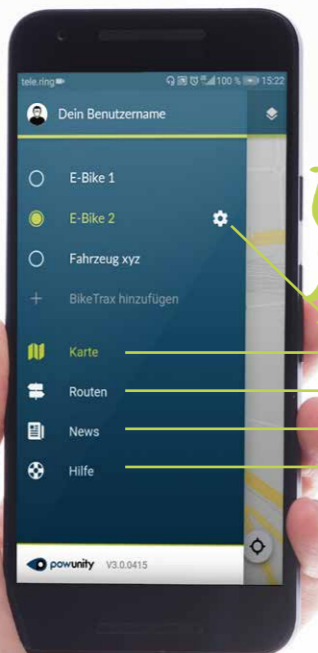 tele.ring 100 % 15:22
Dein Benutzername
E-Bike 1
E-Bike 2
Fahrzeug xyz
+ BikeTrax hinzufügen
Karte
Routen
News
Hilfe
powunity V3.0.0415